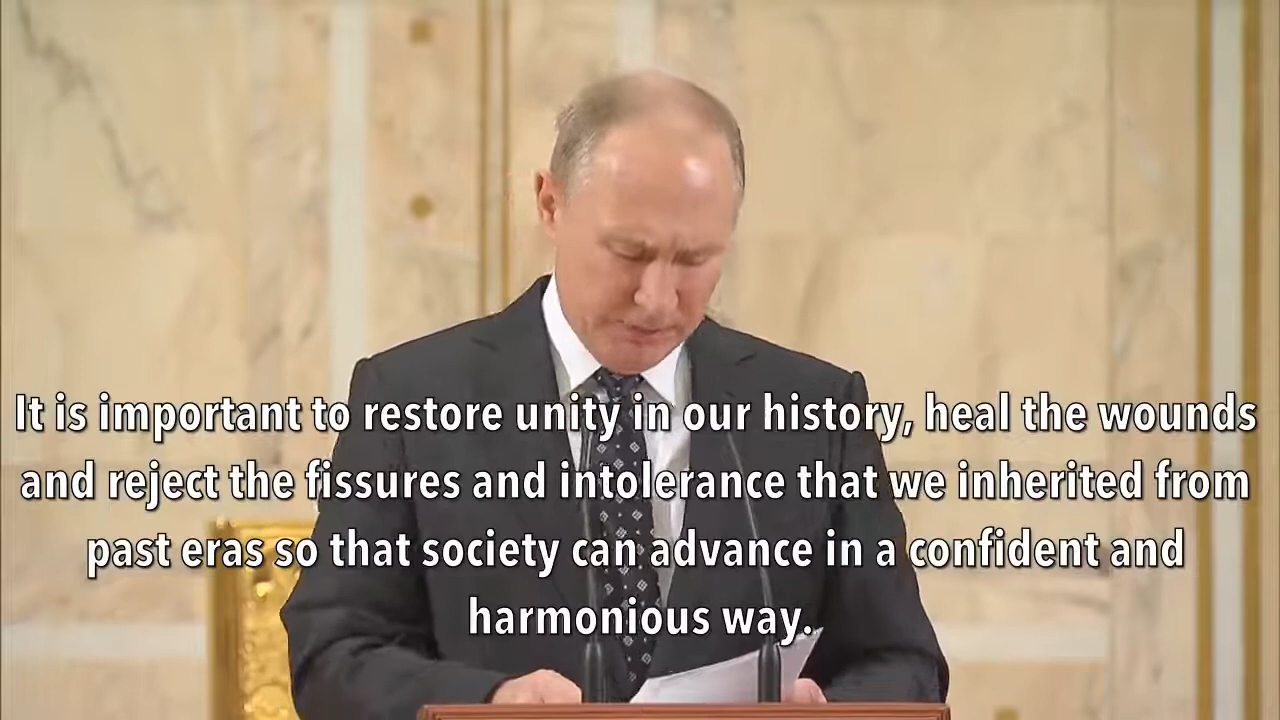 It is important to restore unity in our history, heal the wounds
and reject the fissures and intolerance that we inherited from
past eras so that society can advance in a confident and
harmonious way.